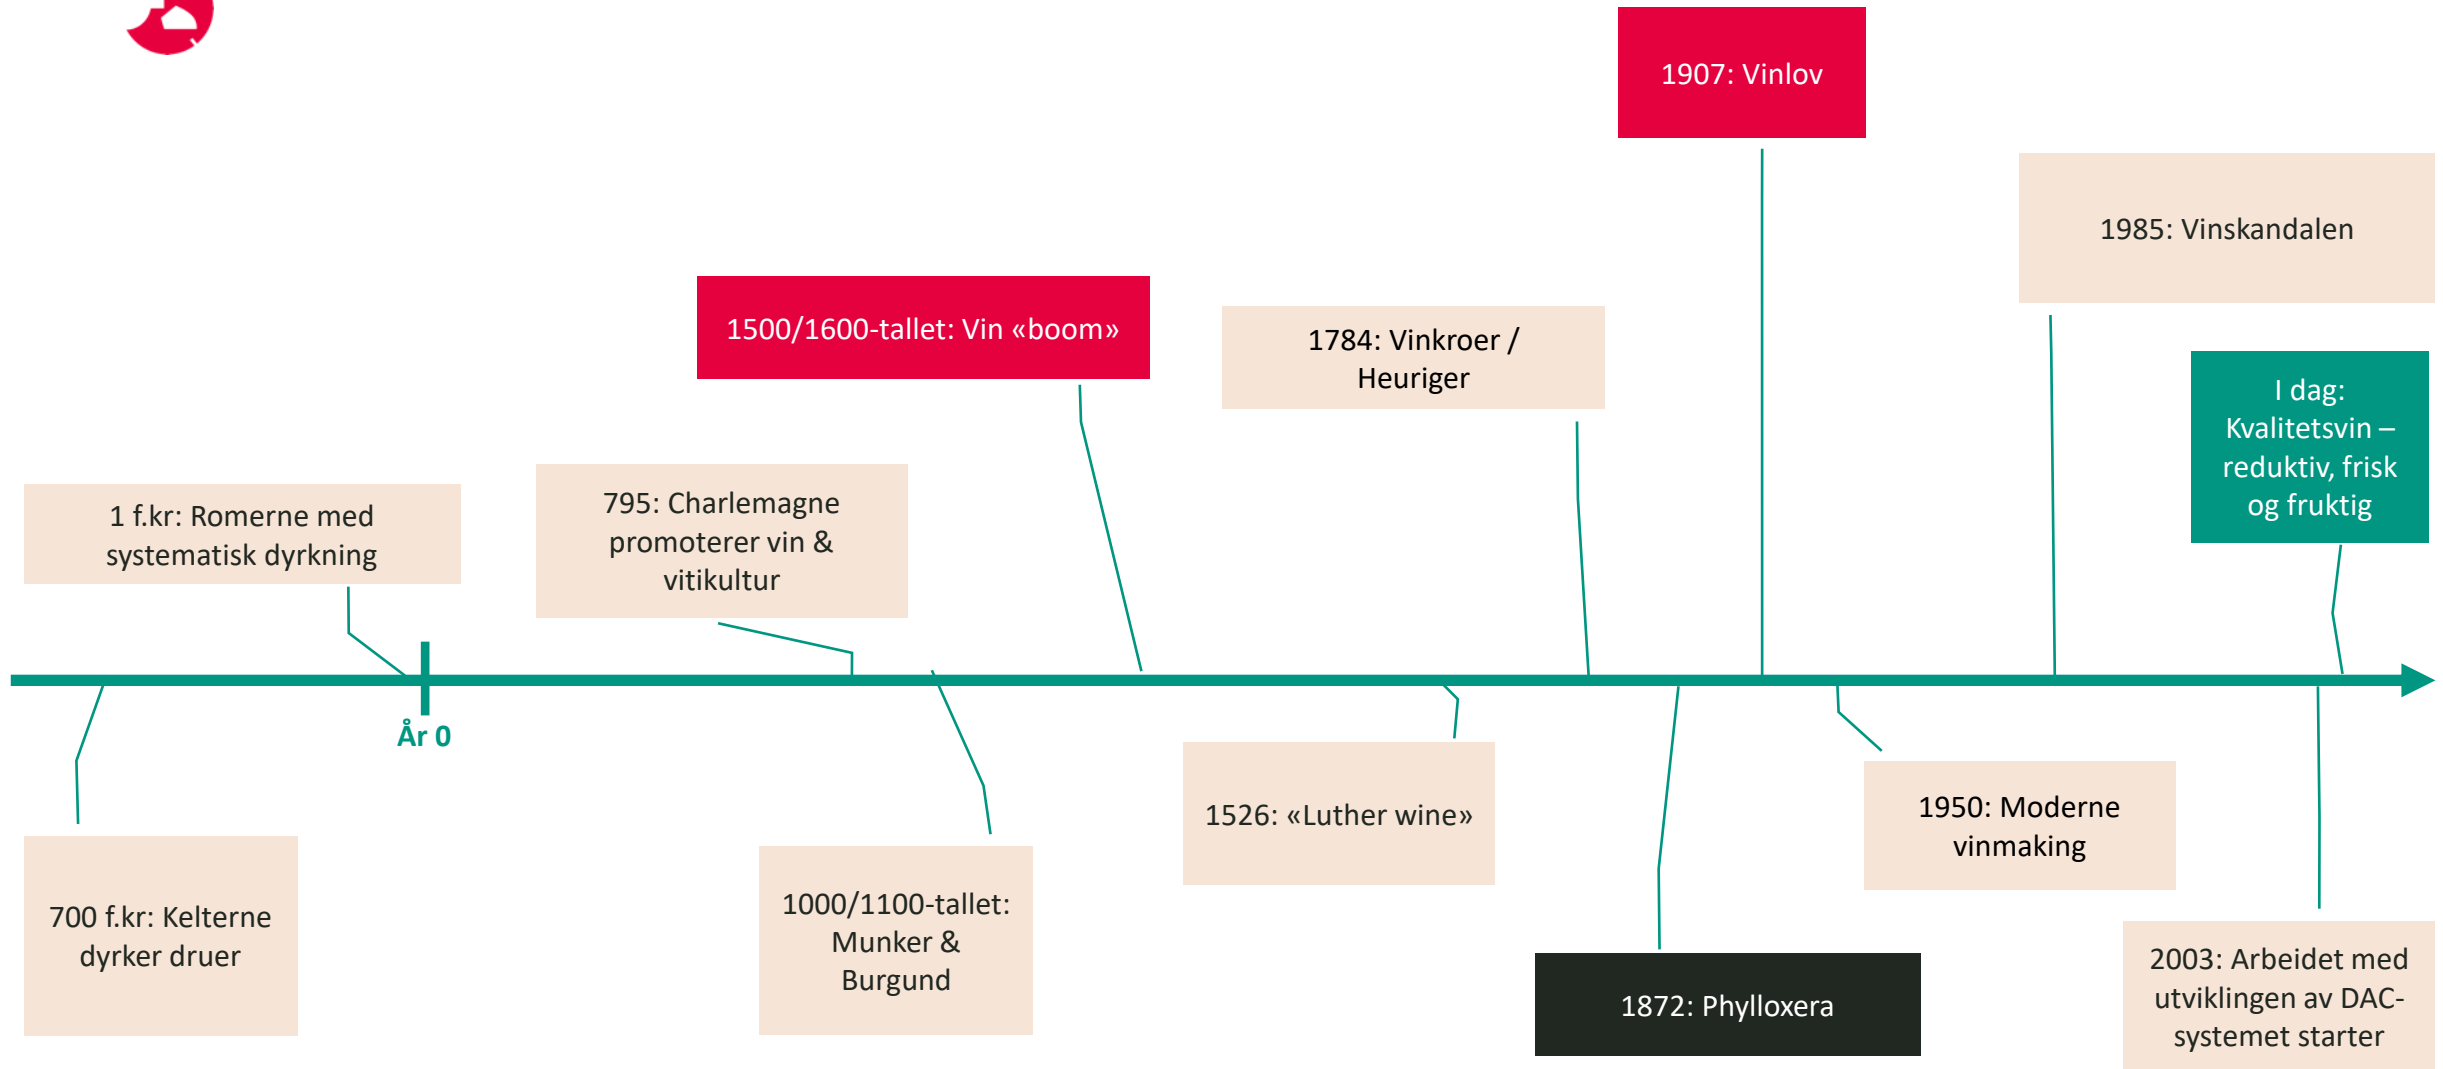 1907: Vinlov
1985: Vinskandalen
1500/1600-tallet: Vin «boom»
1784: Vinkroer /
Heuriger
I dag:
Kvalitetsvin –
reduktiv, frisk
og fruktig
1 f.kr: Romerne med
systematisk dyrkning
795: Charlemagne
promoterer vin &
vitikultur
År 0
700 f.kr: Kelterne
dyrker druer
1000/1100-tallet:
Munker &
Burgund
1526: «Luther wine»
1872: Phylloxera
1950: Moderne
vinmaking
2003: Arbeidet med
utviklingen av DAC-
systemet starter